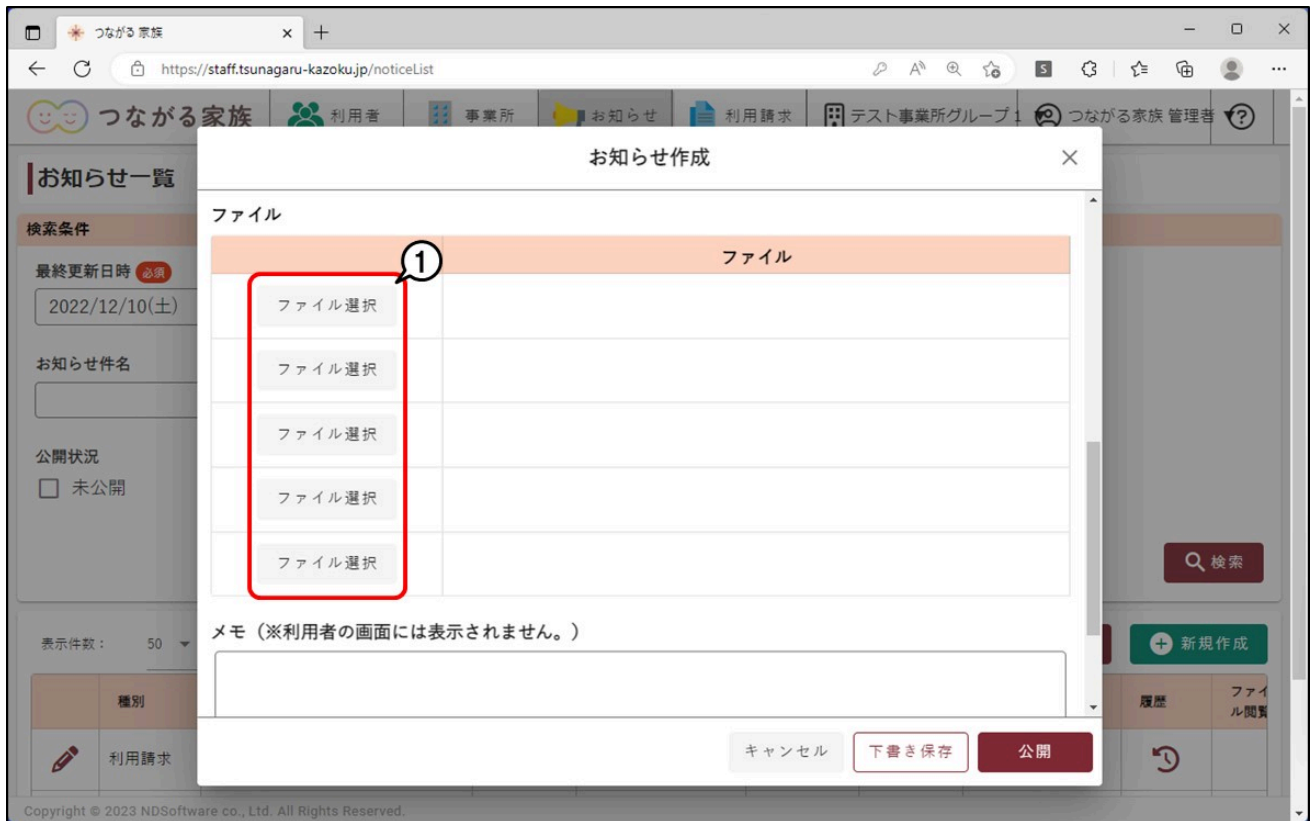 つながる家族
https://staff.tsunagaru-kazoku.jp/noticeList
つながる家族 利用者 事業所 お知らせ 利用請求 テスト事業所グループ1 つながる家族 管理者
お知らせ一覧
お知らせ作成
検索条件
最終更新日時 必須
2022/12/10(土)
お知らせ件名
公開状況
未公開
ファイル
ファイル
1
ファイル選択
ファイル選択
ファイル選択
ファイル選択
ファイル選択
メモ（※利用者の画面には表示されません。）
検索
表示件数： 50
新規作成
種別 履歴 ファイ
ル閲覧
利用請求
キャンセル 下書き保存 公開
Copyright © 2023 NDSoftware co., Ltd. All Rights Reserved.